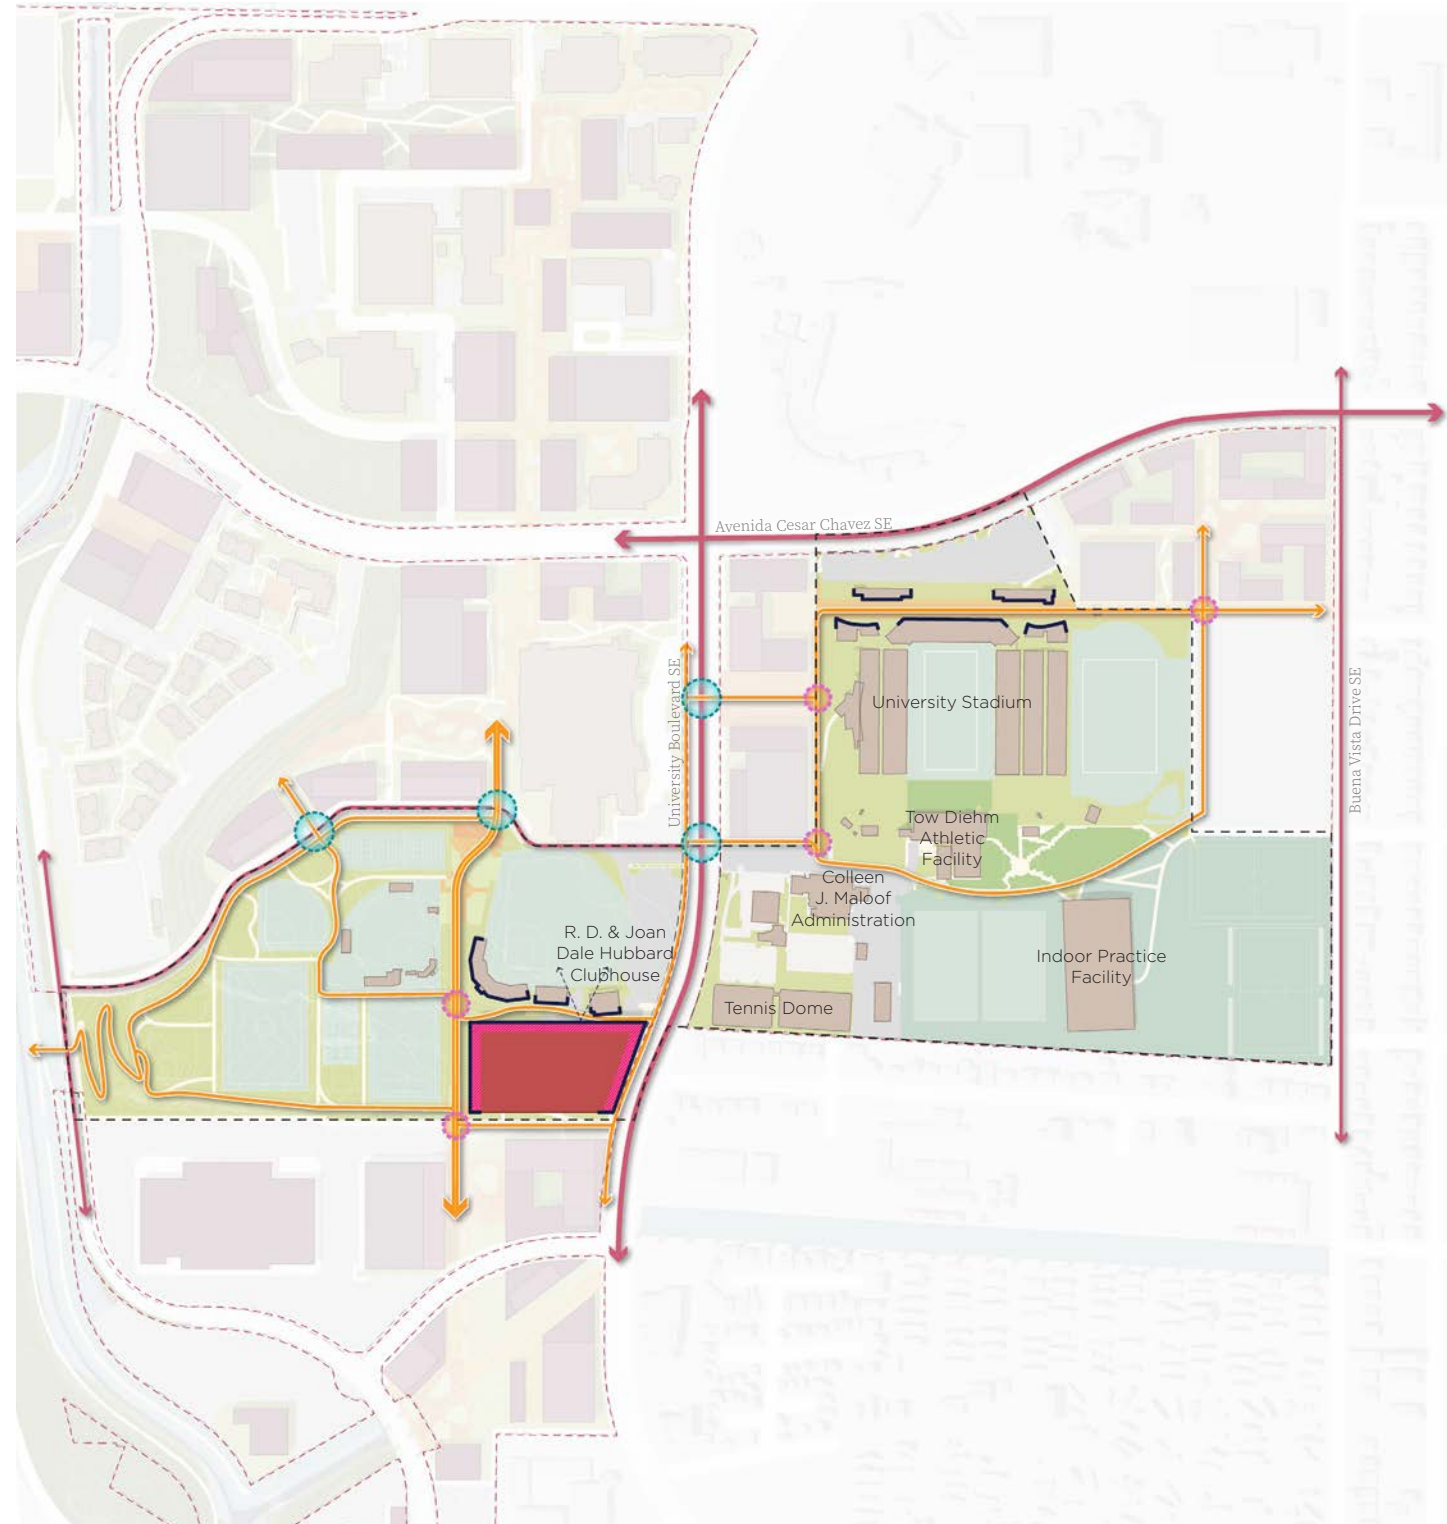 Avenida Cesar Chavez SE
University Boulevard SE
Buena Vista Drive SE
University Stadium
Tow Diehm
Athletic
Facility
Colleen
J. Maloof
Administration
R. D. & Joan
Dale Hubbard
Clubhouse
Indoor Practice
Facility
Tennis Dome